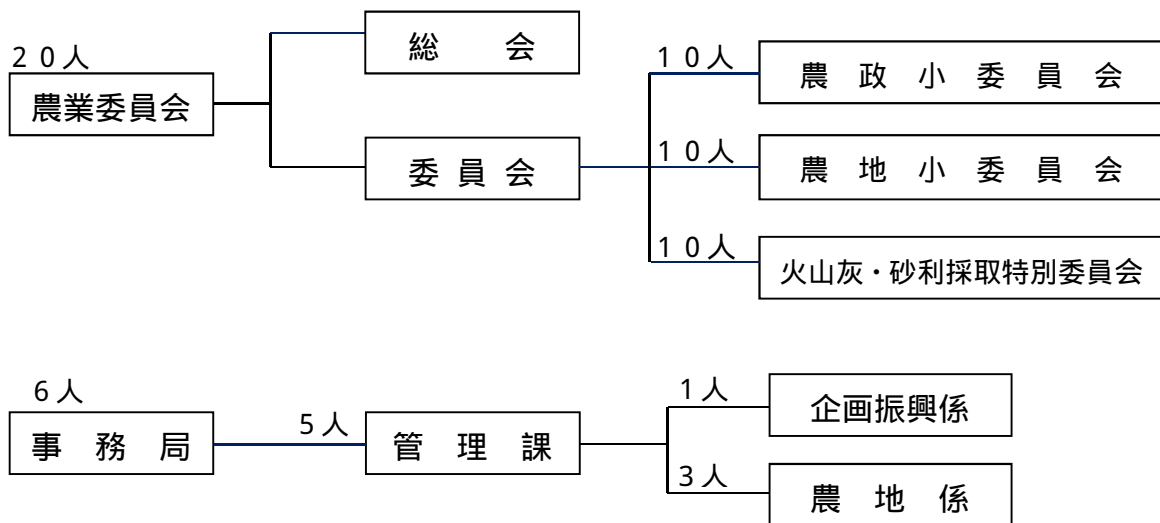 ２０人
農業委員会
総　　会
委 員 会
１０人
農　政　小　委　員　会
１０人
農　地　小　委　員　会
１０人
火山灰・砂利採取特別委員会
６人
事　務　局
５人
管　理　課
１人
企画振興係
３人
農　地　係